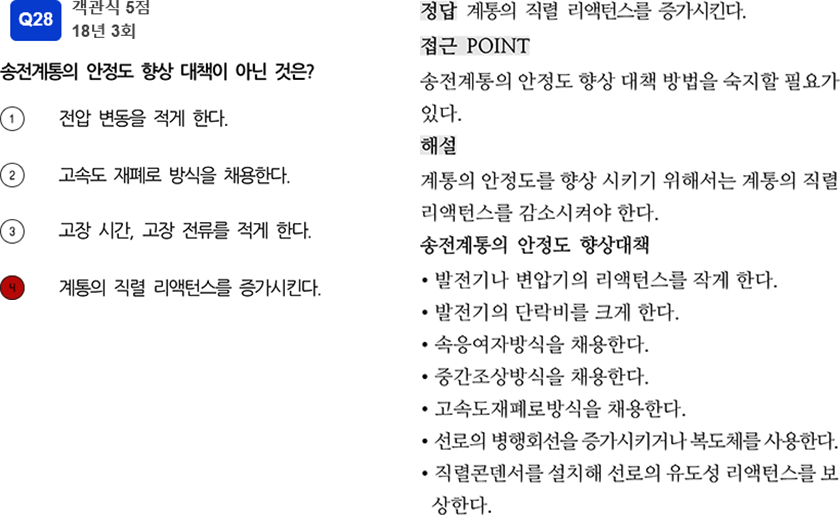 Q28
객관식 5점
18년 3회
송전계통의 안정도 향상 대책이 아닌 것은?
1 전압 변동을 적게 한다.
2 고속도 재폐로 방식을 채용한다.
3 고장 시간, 고장 전류를 적게 한다.
4 계통의 직렬 리액턴스를 증가시킨다.
정답 계통의 직렬 리액턴스를 증가시킨다.
접근 POINT
송전계통의 안정도 향상 대책 방법을 숙지할 필요가
있다.
해설
계통의 안정도를 향상 시키기 위해서는 계통의 직렬
리액턴스를 감소시켜야 한다.
송전계통의 안정도 향상대책
• 발전기나 변압기의 리액턴스를 작게 한다.
• 발전기의 단락비를 크게 한다.
• 속응여자방식을 채용한다.
• 중간조상방식을 채용한다.
• 고속도재폐로방식을 채용한다.
• 선로의 병행회선을 증가시키거나 복도체를 사용한다.
• 직렬콘덴서를 설치해 선로의 유도성 리액턴스를 보
상한다.